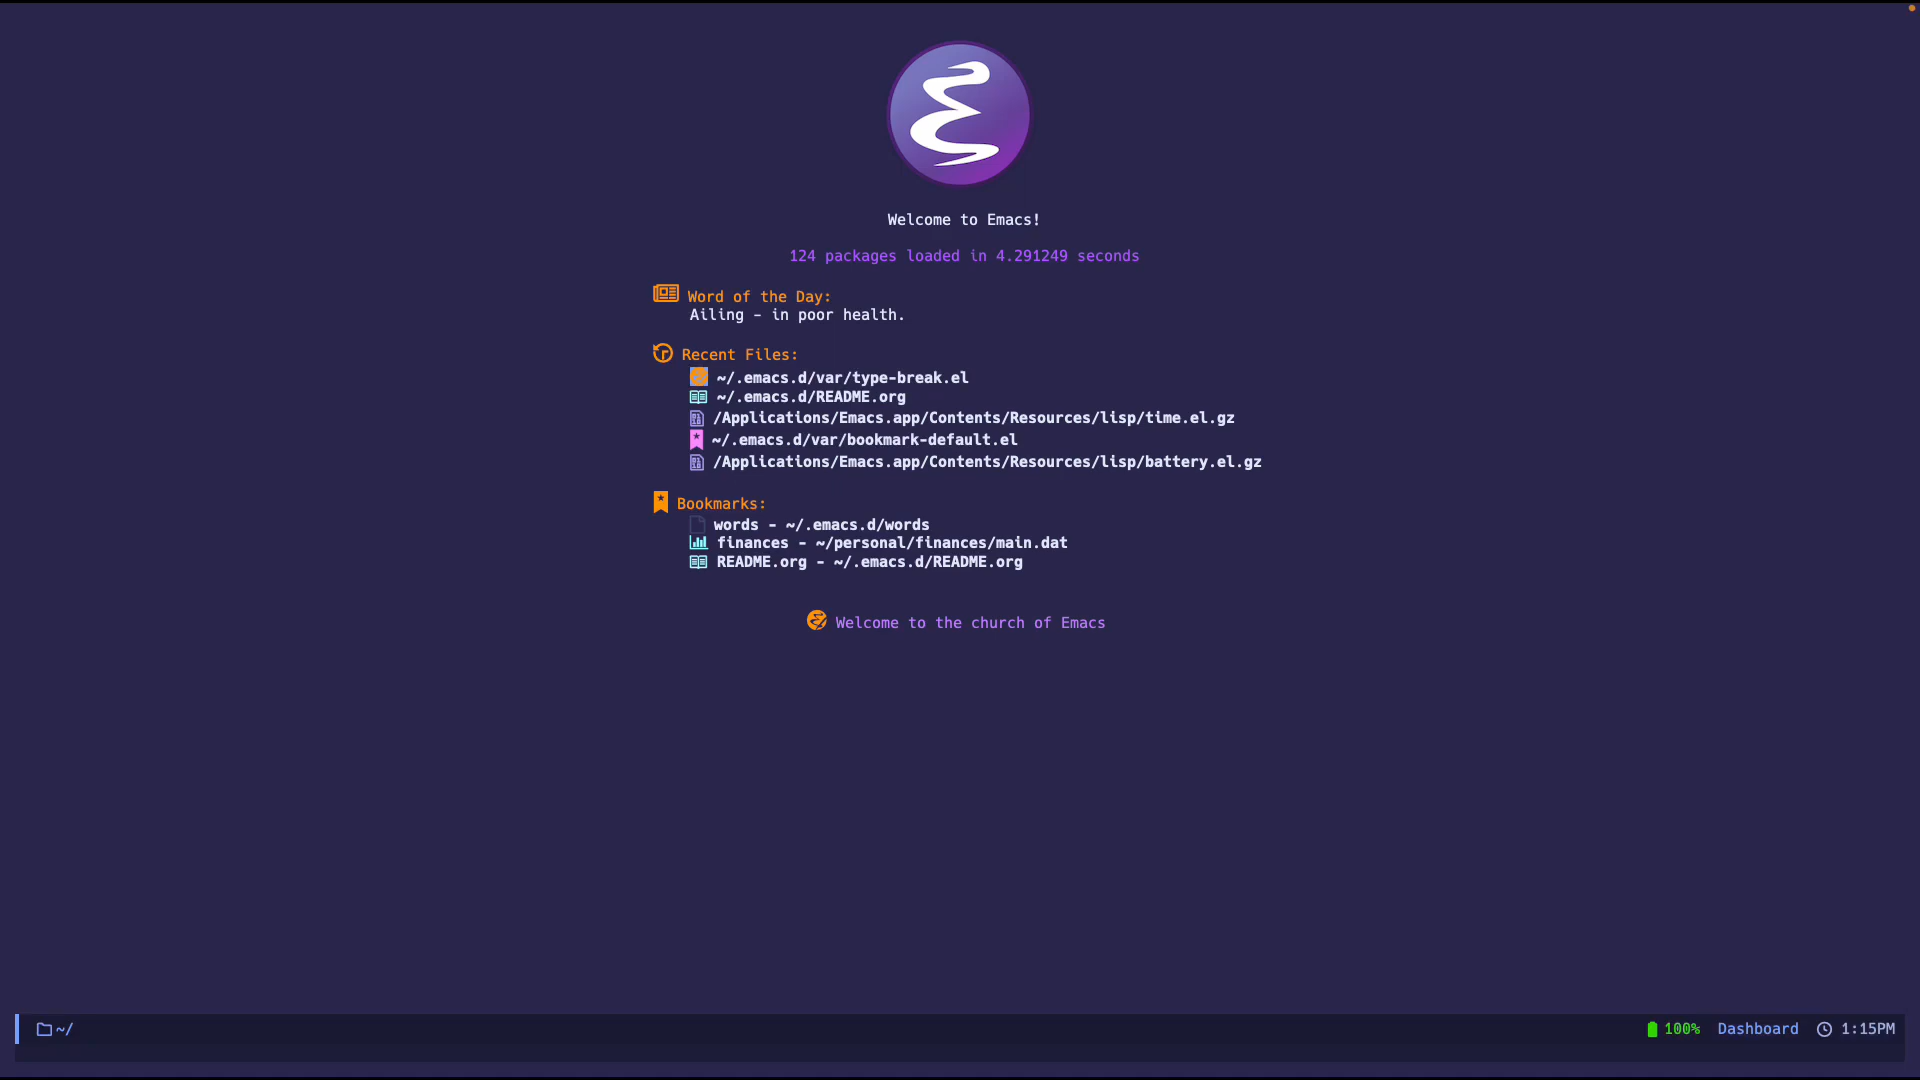 Welcome to Emacs!
124 packages loaded in 4.291249 seconds
Word of the Day:
Ailing - in poor health.
Recent Files:
~/.emacs.d/var/type-break.el
~/.emacs.d/README.org
/Applications/Emacs.app/Contents/Resources/lisp/time.el.gz
~/.emacs.d/var/bookmark-default.el
/Applications/Emacs.app/Contents/Resources/lisp/battery.el.gz
Bookmarks:
words - ~/.emacs.d/words
finances - ~/personal/finances/main.dat
README.org - ~/.emacs.d/README.org
Welcome to the church of Emacs
~/ 100% Dashboard 1:15PM